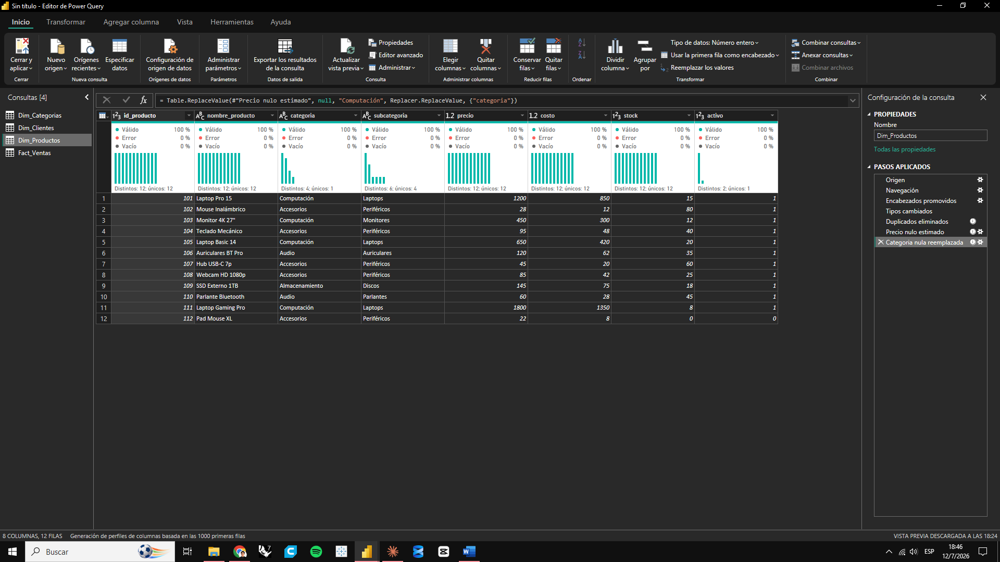 Sin título - Editor de Power Query
Inicio Transformar Agregar columna Vista Herramientas Ayuda
Cerrar y aplicar
Cerrar
Nuevo origen
Orígenes recientes
Especificar datos
Nueva consulta
Configuración de origen de datos
Orígenes de datos
Administrar parámetros
Parámetros
Exportar los resultados de la consulta
Datos de salida
Actualizar vista previa
Propiedades
Editor avanzado
Administrar
Consulta
Elegir columnas
Quitar columnas
Administrar columnas
Conservar filas
Quitar filas
Reducir filas
Ordenar
Dividir columna
Agrupar por
Tipo de datos: Número entero
Usar la primera fila como encabezado
Reemplazar los valores
Transformar
Combinar consultas
Anexar consultas
Combinar archivos
Combinar
Consultas [4]
Dim_Categorias
Dim_Clientes
Dim_Productos
Fact_Ventas
= Table.ReplaceValue(#"Precio nulo estimado", null, "Computación", Replacer.ReplaceValue, {"categoria"})
id_producto nombre_producto categoria subcategoria 1.2 precio 1.2 costo stock activo
Válido 100 % Válido 100 % Válido 100 % Válido 100 % Válido 100 % Válido 100 % Válido 100 % Válido 100 %
Error 0 % Error 0 % Error 0 % Error 0 % Error 0 % Error 0 % Error 0 % Error 0 %
Vacío 0 % Vacío 0 % Vacío 0 % Vacío 0 % Vacío 0 % Vacío 0 % Vacío 0 % Vacío 0 %
Distintos: 12; únicos: 12 Distintos: 12; únicos: 12 Distintos: 4; únicos: 1 Distintos: 6; únicos: 4 Distintos: 12; únicos: 12 Distintos: 12; únicos: 12 Distintos: 12; únicos: 12 Distintos: 2; únicos: 1
1 101 Laptop Pro 15 Computación Laptops 1200 850 15 1
2 102 Mouse Inalámbrico Accesorios Periféricos 28 12 80 1
3 103 Monitor 4K 27" Computación Monitores 450 300 12 1
4 104 Teclado Mecánico Accesorios Periféricos 95 48 40 1
5 105 Laptop Basic 14 Computación Laptops 650 420 20 1
6 106 Auriculares BT Pro Audio Auriculares 120 62 35 1
7 107 Hub USB-C 7p Accesorios Periféricos 45 20 60 1
8 108 Webcam HD 1080p Accesorios Periféricos 85 42 25 1
9 109 SSD Externo 1TB Almacenamiento Discos 145 75 18 1
10 110 Parlante Bluetooth Audio Parlantes 60 28 45 1
11 111 Laptop Gaming Pro Computación Laptops 1800 1350 8 1
12 112 Pad Mouse XL Accesorios Periféricos 22 8 0 0
Configuración de la consulta
PROPIEDADES
Nombre
Dim_Productos
Todas las propiedades
PASOS APLICADOS
Origen
Navegación
Encabezados promovidos
Tipos cambiados
Duplicados eliminados
Precio nulo estimado
Categoria nula reemplazada
8 COLUMNAS, 12 FILAS Generación de perfiles de columnas basada en las 1000 primeras filas
VISTA PREVIA DESCARGADA A LAS 18:24
Buscar
ESP
18:46
12/7/2026